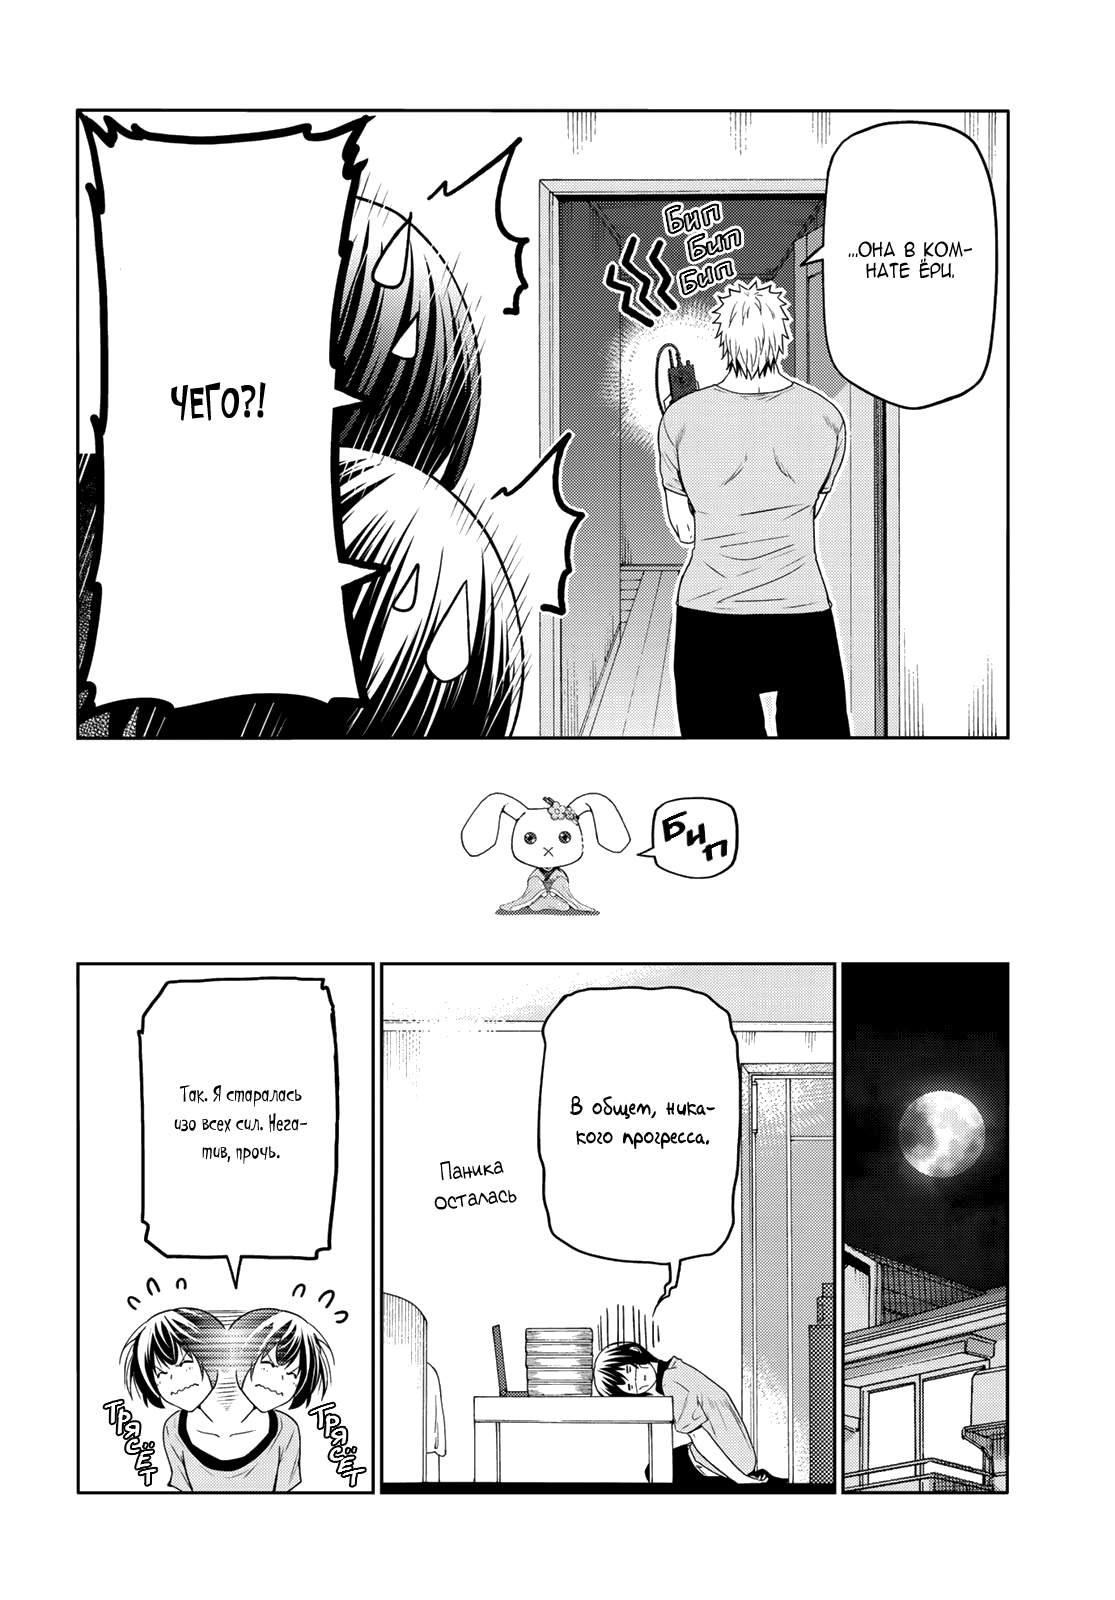 ...ОНА В КОМ-
НАТЕ ЁРИ.
БИП
БИП
БИП
ЧЕГО?!
БИП
В общем, ника-
кого прогресса.
Паника
осталась
Так. Я старалась
изо всех сил. Нега-
тив, прочь.
ТРЯСЁТ
ТРЯСЁТ